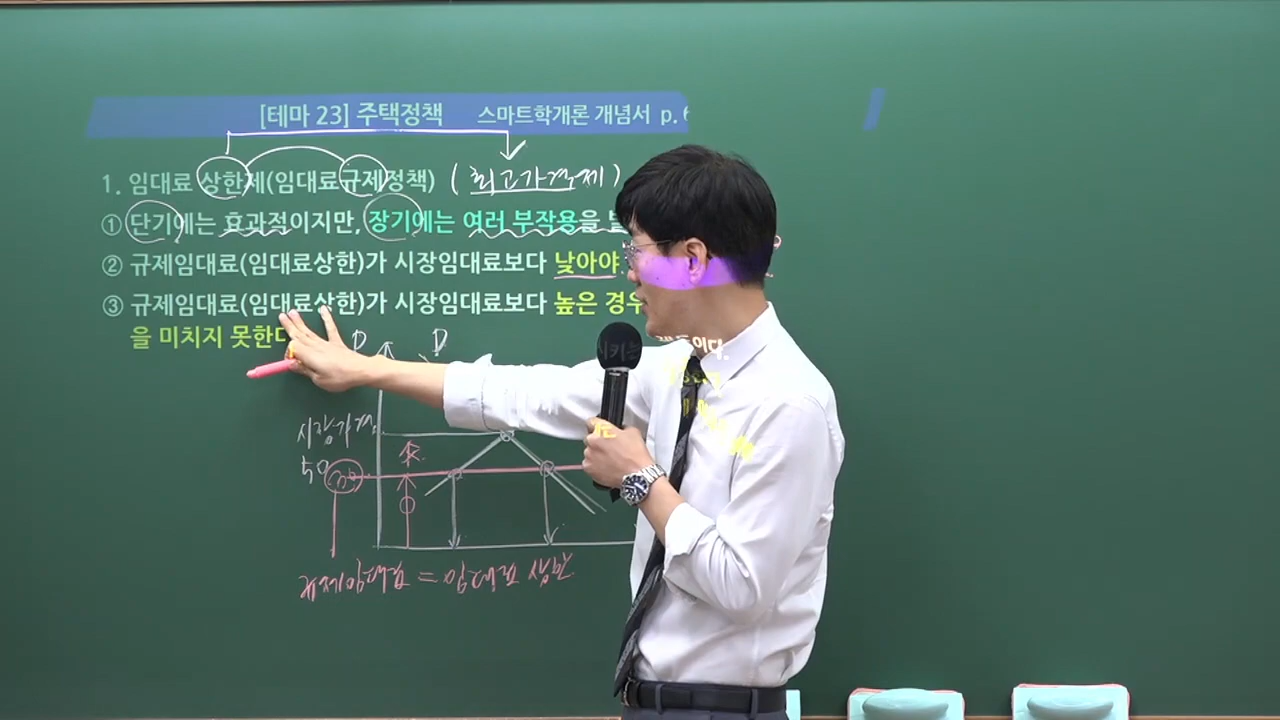 [테마 23] 주택정책 스마트학개론 개념서 p. 6
1. 임대료 상한제(임대료규제정책) (최고가격제)
① 단기에는 효과적이지만, 장기에는 여러 부작용을
② 규제임대료(임대료상한)가 시장임대료보다 낮아야
③ 규제임대료(임대료상한)가 시장임대료보다 높은 경우
을 미치지 못한다
D
시장가격
50
규제임대료 = 임대료 상한